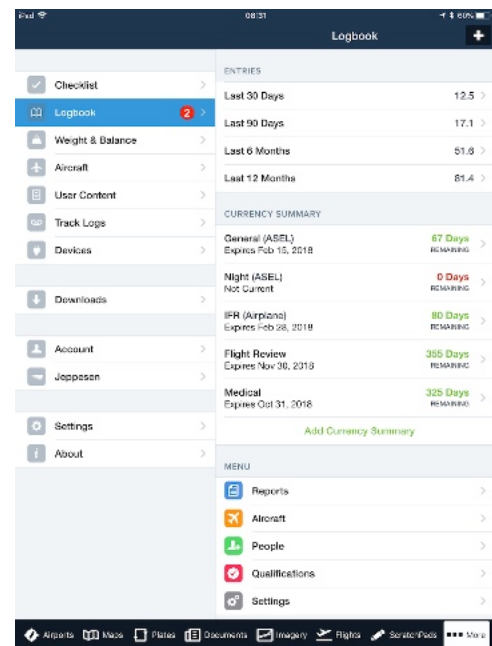 iPad
08:31
60%
Logbook
+
Checklist
Logbook 2
Weight & Balance
Aircraft
User Content
Track Logs
Devices
Downloads
Account
Jeppesen
Settings
About
ENTRIES
Last 30 Days 12.5
Last 90 Days 17.1
Last 6 Months 51.6
Last 12 Months 81.4
CURRENCY SUMMARY
General (ASEL) 67 Days
Expires Feb 15, 2018 REMAINING
Night (ASEL) 0 Days
Not Current REMAINING
IFR (Airplane) 80 Days
Expires Feb 28, 2018 REMAINING
Flight Review 355 Days
Expires Nov 30, 2018 REMAINING
Medical 325 Days
Expires Oct 31, 2018 REMAINING
Add Currency Summary
MENU
Reports
Aircraft
People
Qualifications
Settings
Airports Maps Plates Documents Imagery Flights ScratchPads More